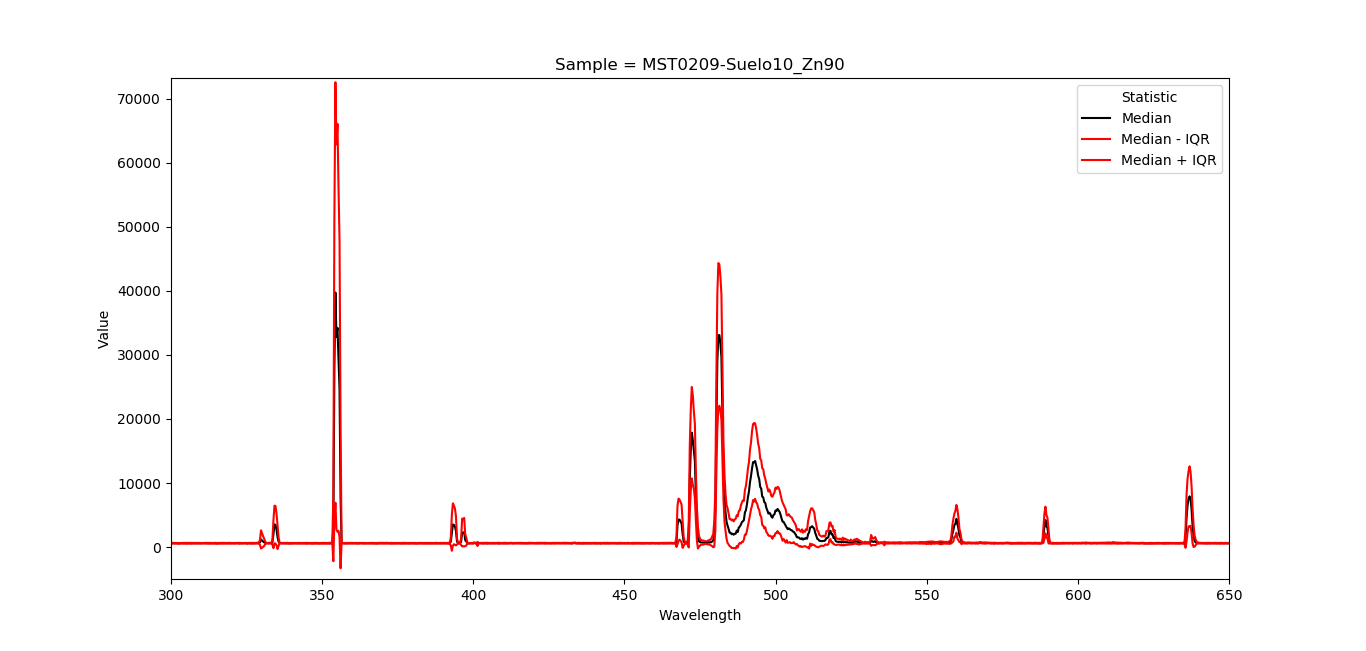 Sample = MST0209-Suelo10_Zn90
Statistic
Median
Median - IQR
Median + IQR
70000
60000
50000
40000
30000
20000
10000
0
Value
300
350
400
450
500
550
600
650
Wavelength